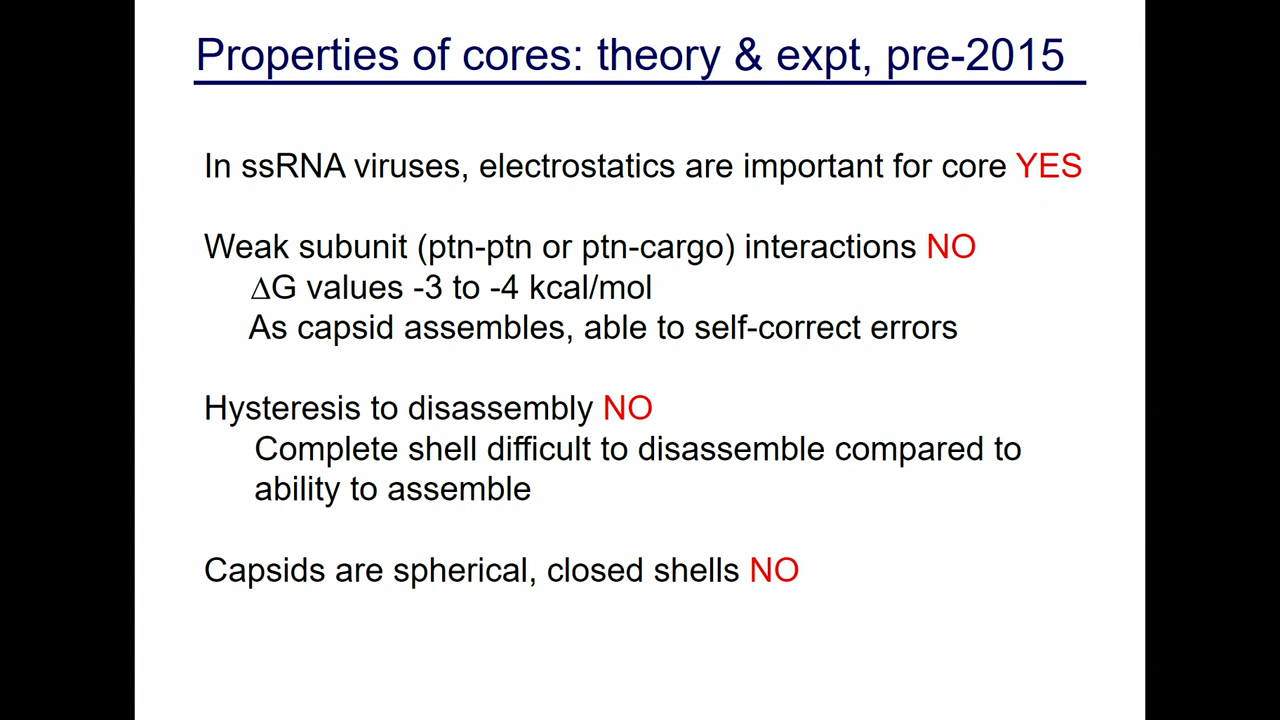 Properties of cores: theory & expt, pre-2015
In ssRNA viruses, electrostatics are important for core YES
Weak subunit (ptn-ptn or ptn-cargo) interactions NO
ΔG values -3 to -4 kcal/mol
As capsid assembles, able to self-correct errors
Hysteresis to disassembly NO
Complete shell difficult to disassemble compared to
ability to assemble
Capsids are spherical, closed shells NO